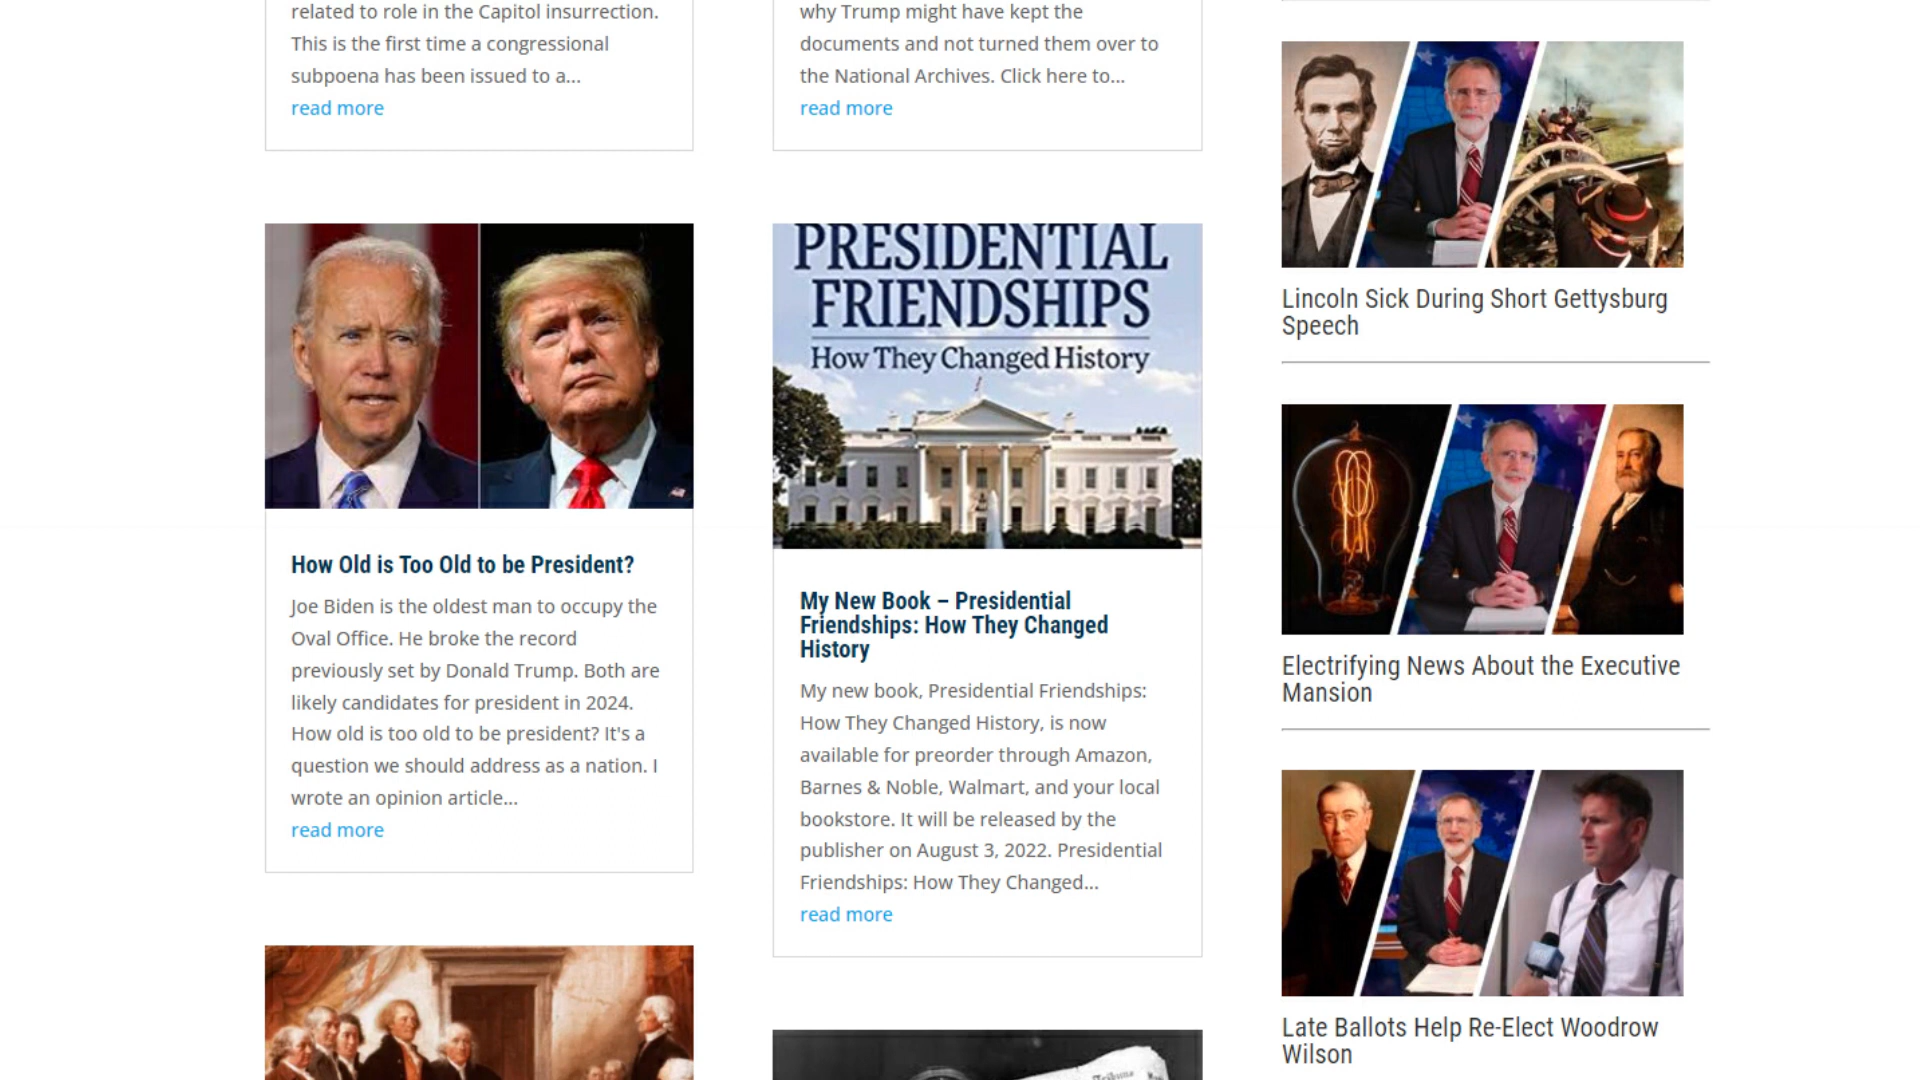 related to role in the Capitol insurrection.
This is the first time a congressional
subpoena has been issued to a...
read more
How Old is Too Old to be President?
Joe Biden is the oldest man to occupy the
Oval Office. He broke the record
previously set by Donald Trump. Both are
likely candidates for president in 2024.
How old is too old to be president? It's a
question we should address as a nation. I
wrote an opinion article...
read more
why Trump might have kept the
documents and not turned them over to
the National Archives. Click here to...
read more
PRESIDENTIAL
FRIENDSHIPS
How They Changed History
My New Book – Presidential
Friendships: How They Changed
History
My new book, Presidential Friendships:
How They Changed History, is now
available for preorder through Amazon,
Barnes & Noble, Walmart, and your local
bookstore. It will be released by the
publisher on August 3, 2022. Presidential
Friendships: How They Changed...
read more
Tribune
Lincoln Sick During Short Gettysburg
Speech
Electrifying News About the Executive
Mansion
Late Ballots Help Re-Elect Woodrow
Wilson